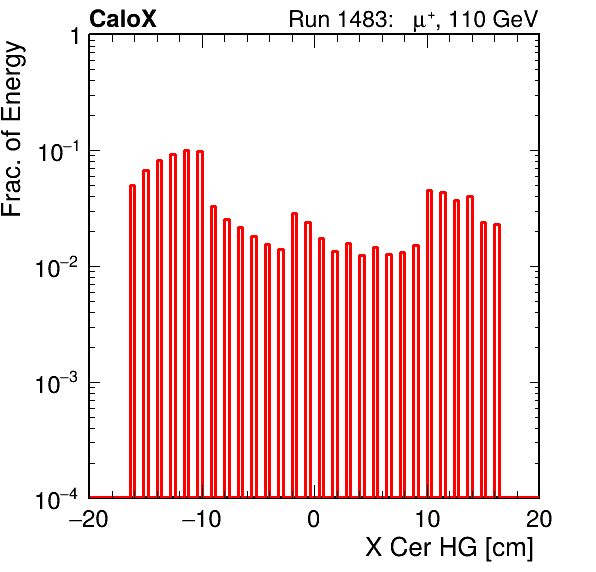 CaloX Run 1483: μ⁺, 110 GeV
Frac. of Energy
1
10⁻¹
10⁻²
10⁻³
10⁻⁴
−20 −10 0 10 20
X Cer HG [cm]